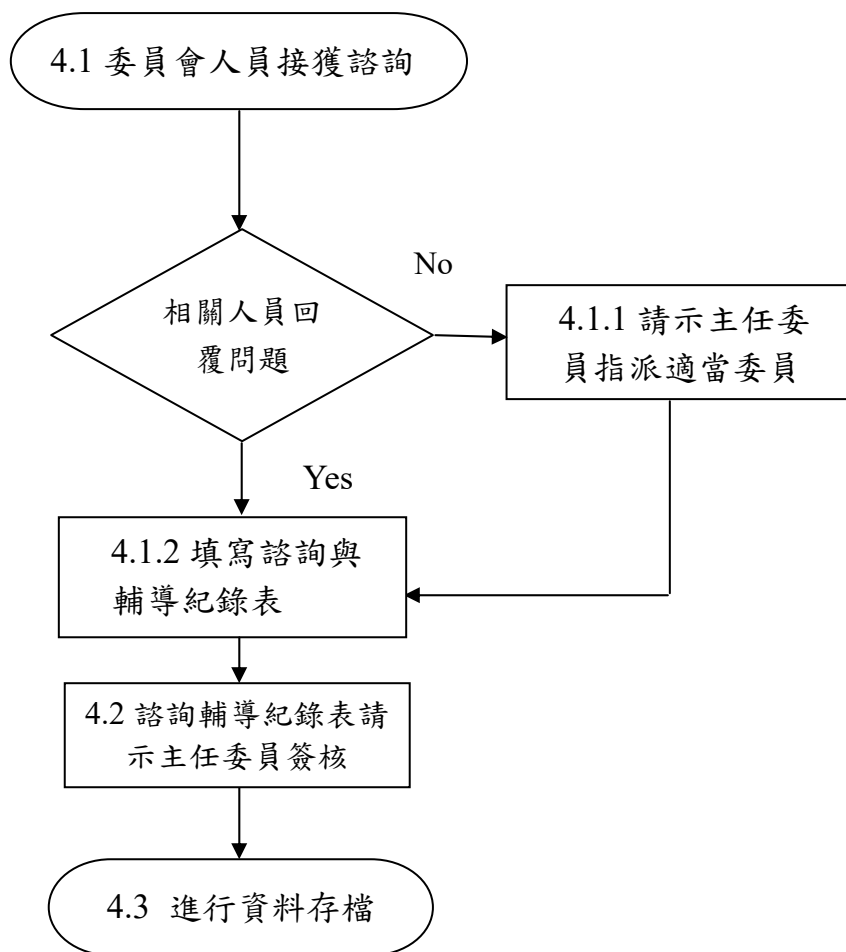 4.1 委員會人員接獲諮詢
No
相關人員回
覆問題
4.1.1 請示主任委
員指派適當委員
Yes
4.1.2 填寫諮詢與
輔導紀錄表
4.2 諮詢輔導紀錄表請
示主任委員簽核
4.3 進行資料存檔